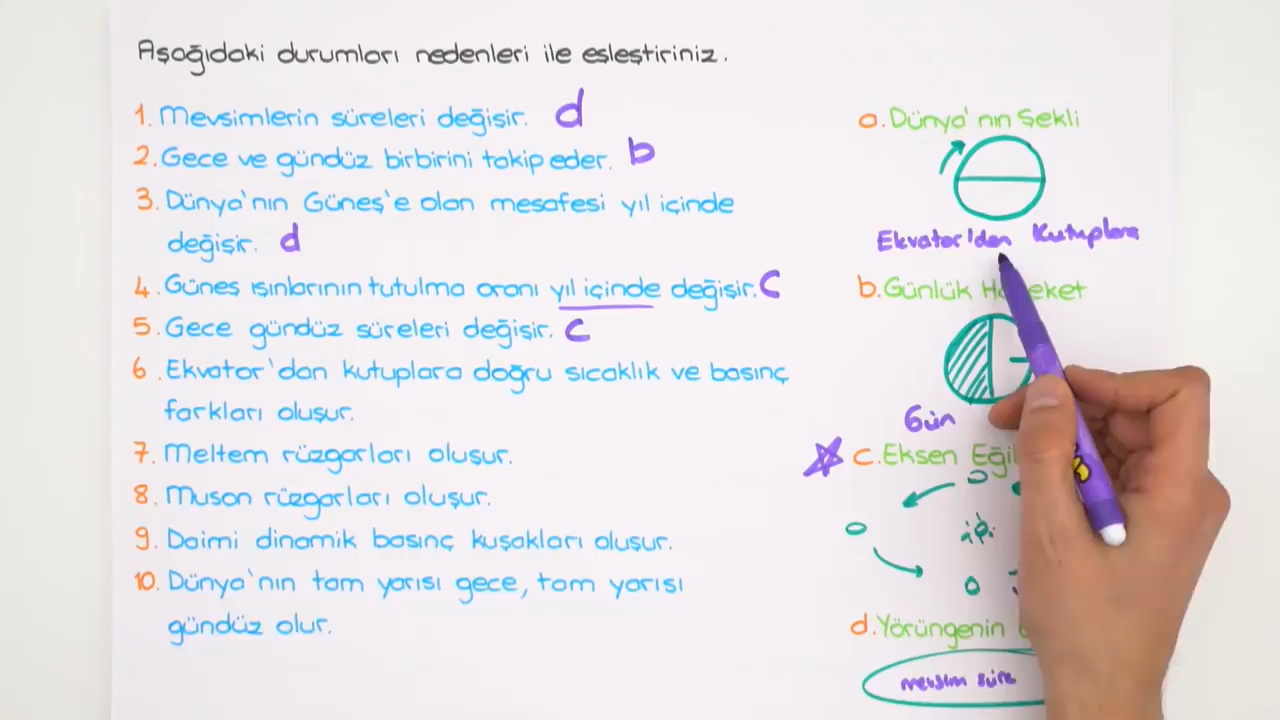 Aşağıdaki durumları nedenleri ile eşleştiriniz.
1. Mevsimlerin süreleri değişir. d
2. Gece ve gündüz birbirini takip eder. b
3. Dünya'nın Güneş'e olan mesafesi yıl içinde
değişir. d
4. Güneş ışınlarının tutulma oranı yıl içinde değişir. C
5. Gece gündüz süreleri değişir. C
6. Ekvator'dan kutuplara doğru sıcaklık ve basınç
farkları oluşur.
7. Meltem rüzgarları oluşur.
8. Muson rüzgarları oluşur.
9. Daimi dinamik basınç kuşakları oluşur.
10. Dünya'nın tam yarısı gece, tam yarısı
gündüz olur.
a. Dünya'nın Şekli
Ekvator'dan Kutuplara
b. Günlük
Gün
c. Eksen
d. Yörüngenin
mevsim süre